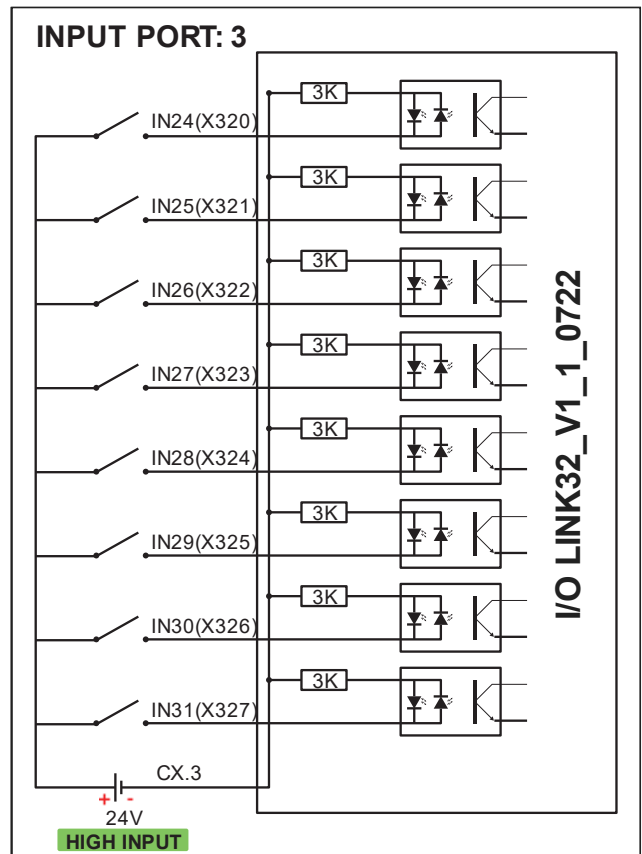 INPUT PORT: 3
3K
IN24(X320)
3K
IN25(X321)
3K
IN26(X322)
3K
IN27(X323)
3K
IN28(X324)
3K
IN29(X325)
3K
IN30(X326)
3K
IN31(X327)
I/O LINK32_V1_1_0722
CX.3
+ -
24V
HIGH INPUT